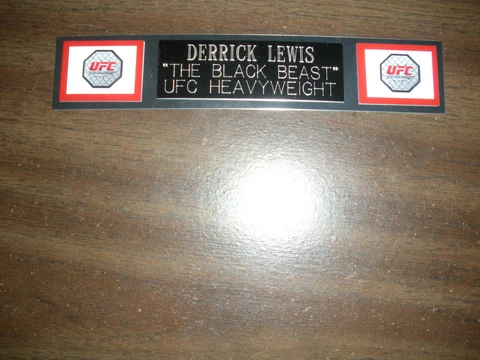 DERRICK LEWIS
"THE BLACK BEAST"
UFC HEAVYWEIGHT
UFC
UFC